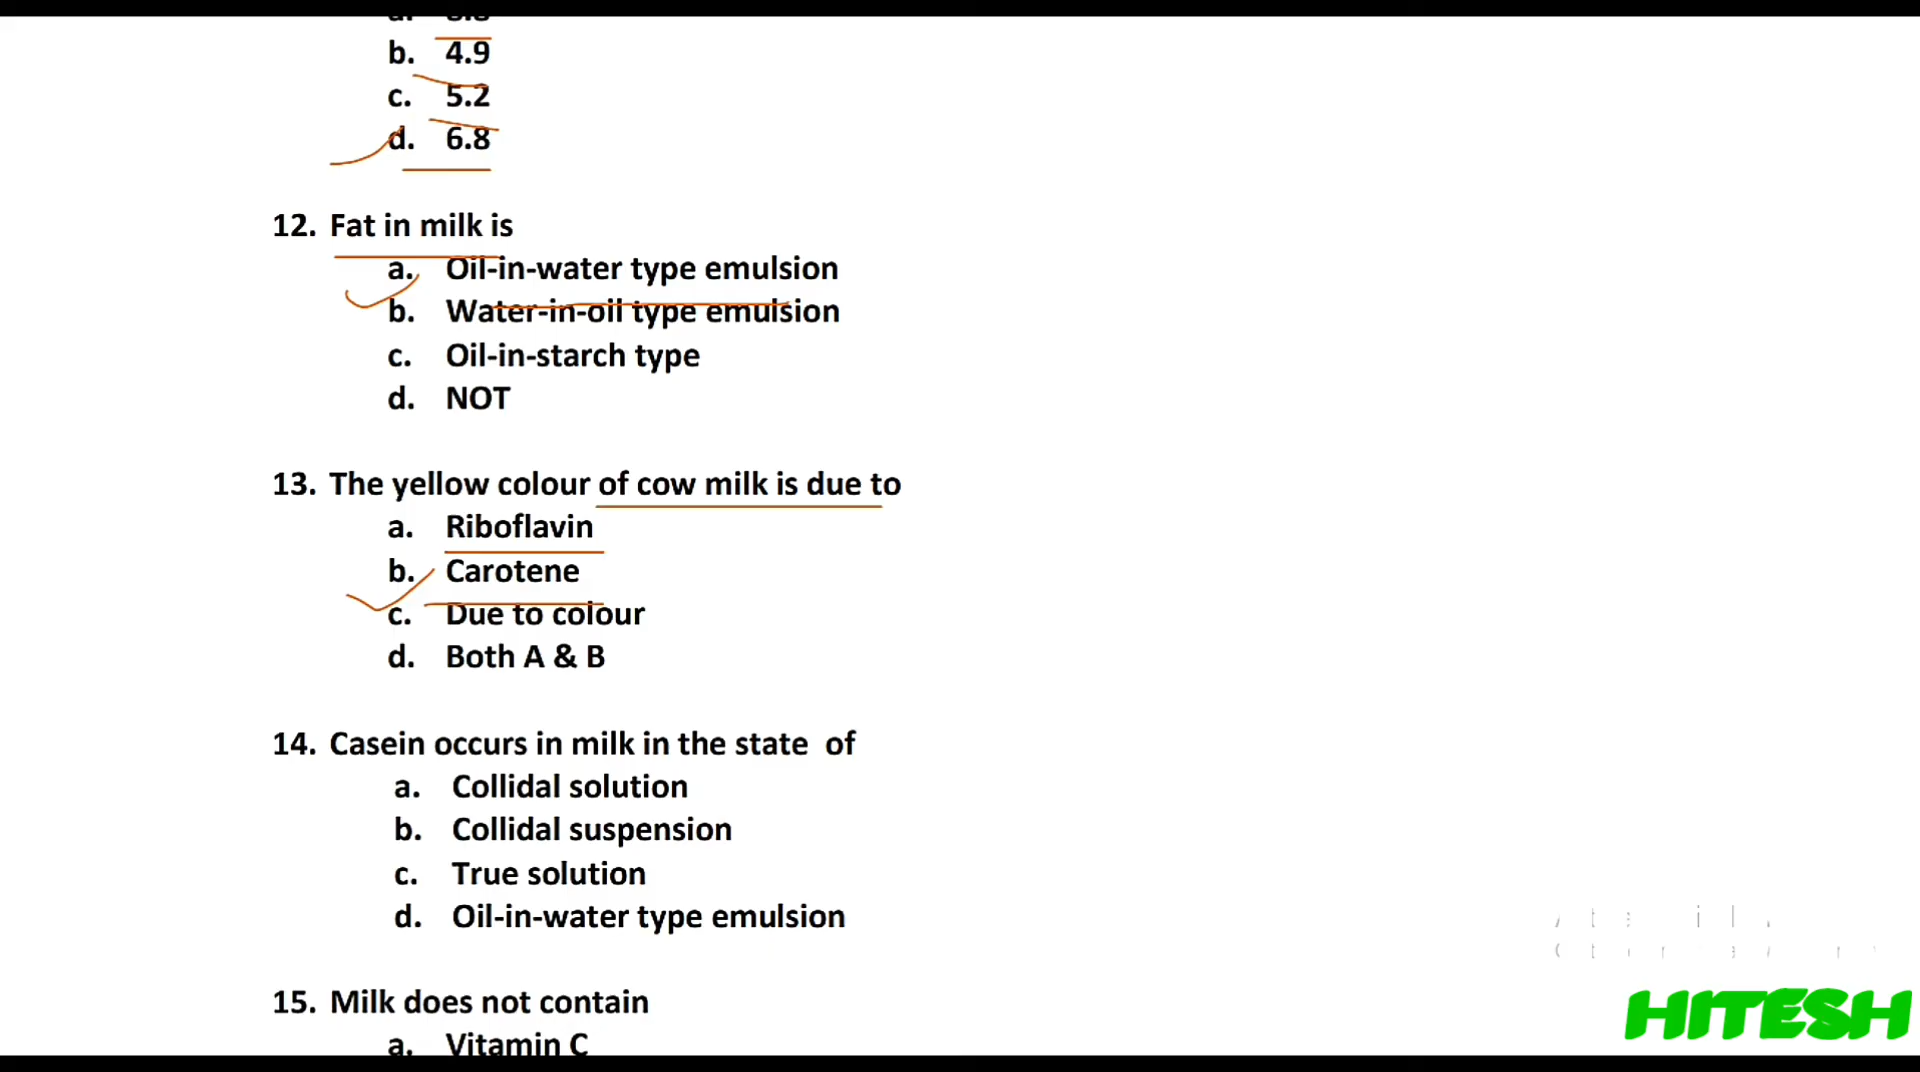 b. 4.9
c. 5.2
d. 6.8
12. Fat in milk is
a. Oil-in-water type emulsion
b. Water-in-oil type emulsion
c. Oil-in-starch type
d. NOT
13. The yellow colour of cow milk is due to
a. Riboflavin
b. Carotene
c. Due to colour
d. Both A & B
14. Casein occurs in milk in the state of
a. Collidal solution
b. Collidal suspension
c. True solution
d. Oil-in-water type emulsion
15. Milk does not contain
a. Vitamin C
HITESH